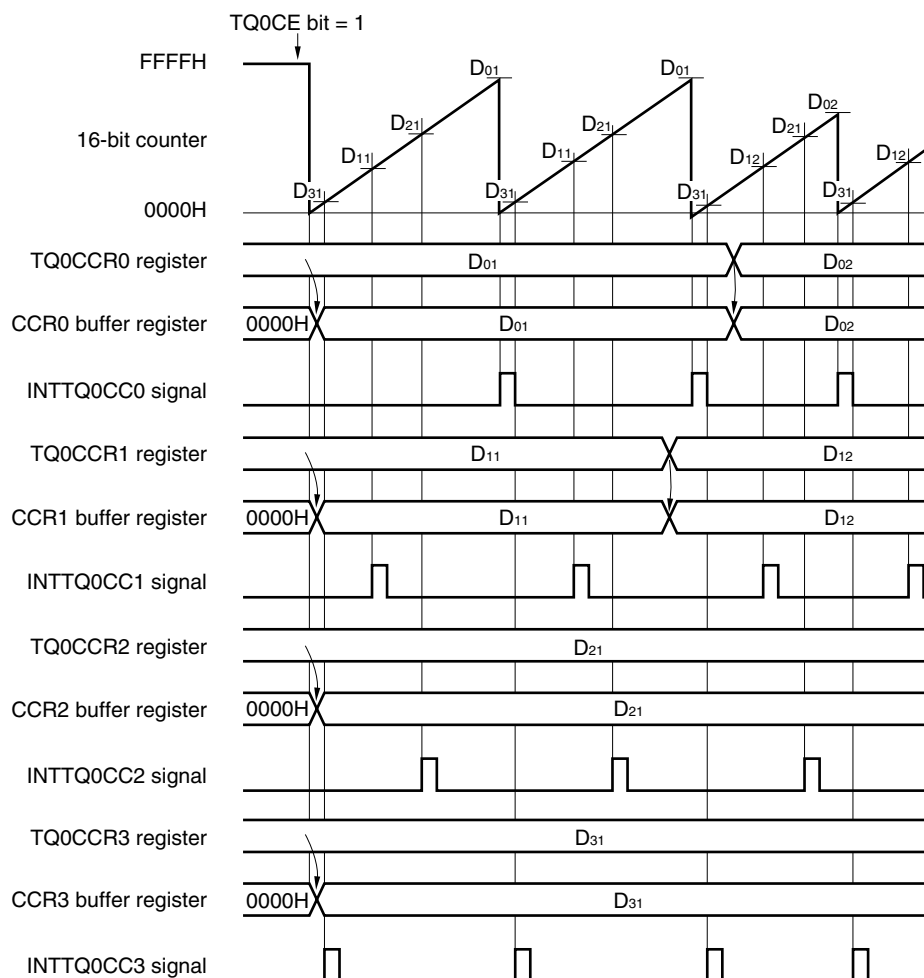 TQ0CE bit = 1
FFFFH
D01 D01
D02
D21 D21 D21
16-bit counter
D11 D11 D12 D12
D31 D31 D31 D31
0000H
TQ0CCR0 register D01 D02
CCR0 buffer register 0000H D01 D02
INTTQ0CC0 signal
TQ0CCR1 register D11 D12
CCR1 buffer register 0000H D11 D12
INTTQ0CC1 signal
TQ0CCR2 register D21
CCR2 buffer register 0000H D21
INTTQ0CC2 signal
TQ0CCR3 register D31
CCR3 buffer register 0000H D31
INTTQ0CC3 signal